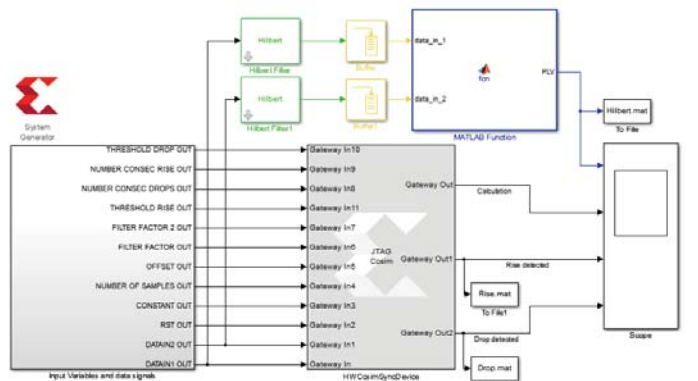 Hilbert
Hilbert Filter
Buffer
data_in_1
fcn
PLV
Hilbert
Hilbert Filter1
Buffer1
data_in_2
MATLAB Function
Hilbert.mat
To File
System
Generator
THRESHOLD DROP OUT
NUMBER CONSEC RISE OUT
NUMBER CONSEC DROPS OUT
THRESHOLD RISE OUT
FILTER FACTOR 2 OUT
FILTER FACTOR OUT
OFFSET OUT
NUMBER OF SAMPLES OUT
CONSTANT OUT
RST OUT
DATAIN2 OUT
DATAIN1 OUT
Input Variables and data signals
Gateway In10
Gateway In9
Gateway In8
Gateway In11
Gateway In7
Gateway In6
Gateway In5
Gateway In4
Gateway In3
Gateway In2
Gateway In1
Gateway In
JTAG
Cosim
Gateway Out
Gateway Out1
Gateway Out2
HWCosimSyncDevice
Calculation
Rise detected
Rise.mat
To File1
Drop detected
Drop.mat
Scope